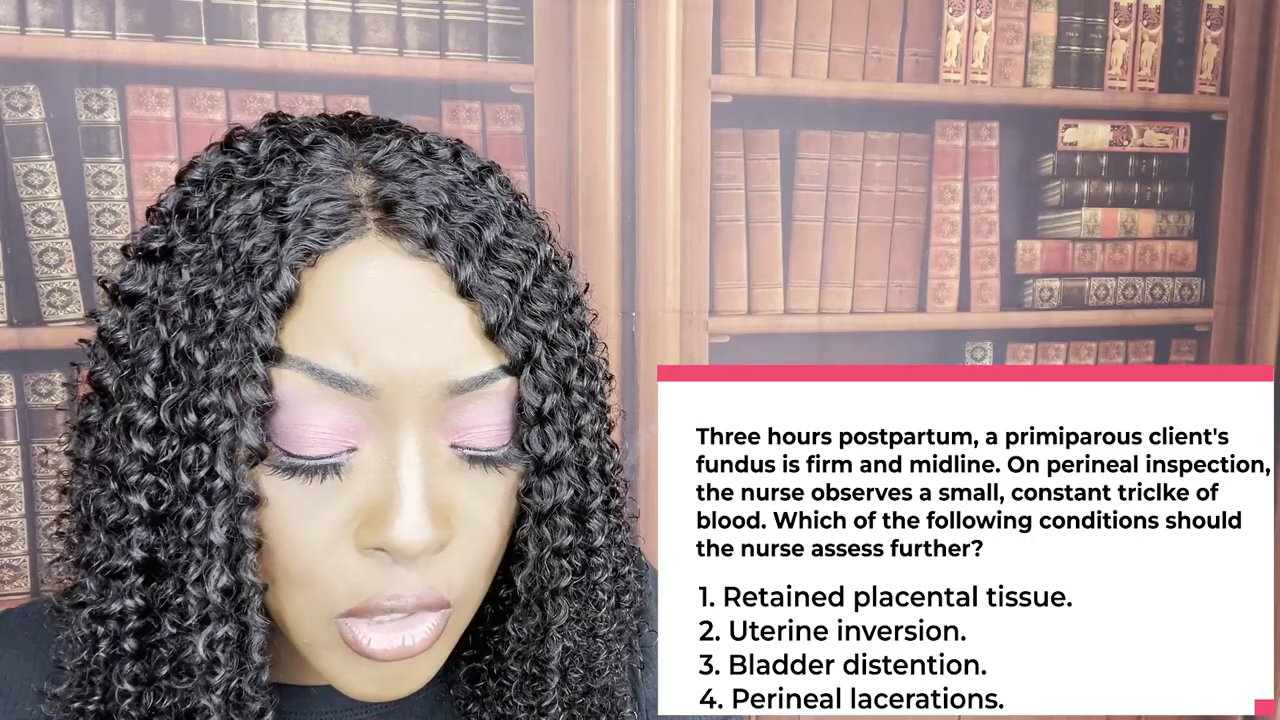 Three hours postpartum, a primiparous client's
fundus is firm and midline. On perineal inspection,
the nurse observes a small, constant triclke of
blood. Which of the following conditions should
the nurse assess further?
1. Retained placental tissue.
2. Uterine inversion.
3. Bladder distention.
4. Perineal lacerations.